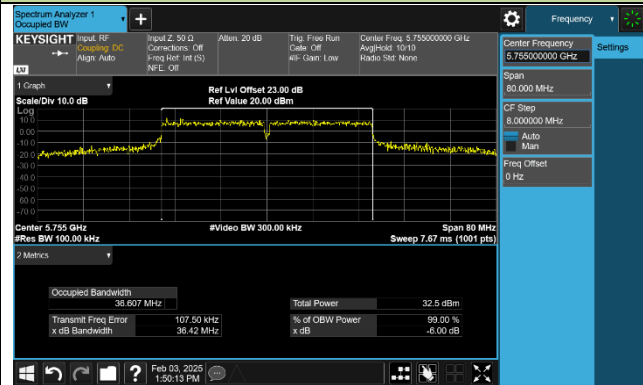 Spectrum Analyzer 1
Occupied BW
Frequency
KEYSIGHT
Input: RF
Coupling: DC
Align: Auto
Input Z: 50 Ω
Corrections: Off
Freq Ref: Int (S)
NFE: Off
Atten: 20 dB
Trig: Free Run
Gate: Off
#IF Gain: Low
Center Freq: 5.755000000 GHz
Avg|Hold: 10/10
Radio Std: None
LXI
Center Frequency
5.755000000 GHz
Settings
Span
80.000 MHz
CF Step
8.000000 MHz
Auto
Man
Freq Offset
0 Hz
1 Graph
Scale/Div 10.0 dB
Ref Lvl Offset 23.00 dB
Ref Value 20.00 dBm
Log
10.0
0.00
-10.0
-20.0
-30.0
-40.0
-50.0
-60.0
-70.0
Center 5.755 GHz
#Res BW 100.00 kHz
#Video BW 300.00 kHz
Span 80 MHz
Sweep 7.67 ms (1001 pts)
2 Metrics
Occupied Bandwidth
36.607 MHz
Total Power 32.5 dBm
Transmit Freq Error 107.50 kHz
% of OBW Power 99.00 %
x dB Bandwidth 36.42 MHz
x dB -6.00 dB
?
Feb 03, 2025
1:50:13 PM